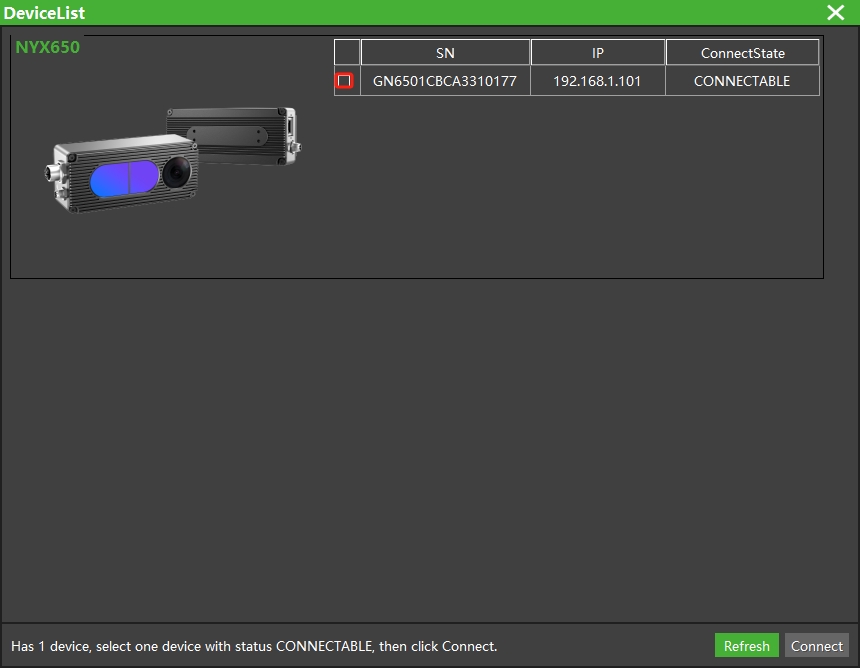 DeviceList
NYX650
SN IP ConnectState
GN6501CBCA3310177 192.168.1.101 CONNECTABLE
Has 1 device, select one device with status CONNECTABLE, then click Connect.
Refresh Connect